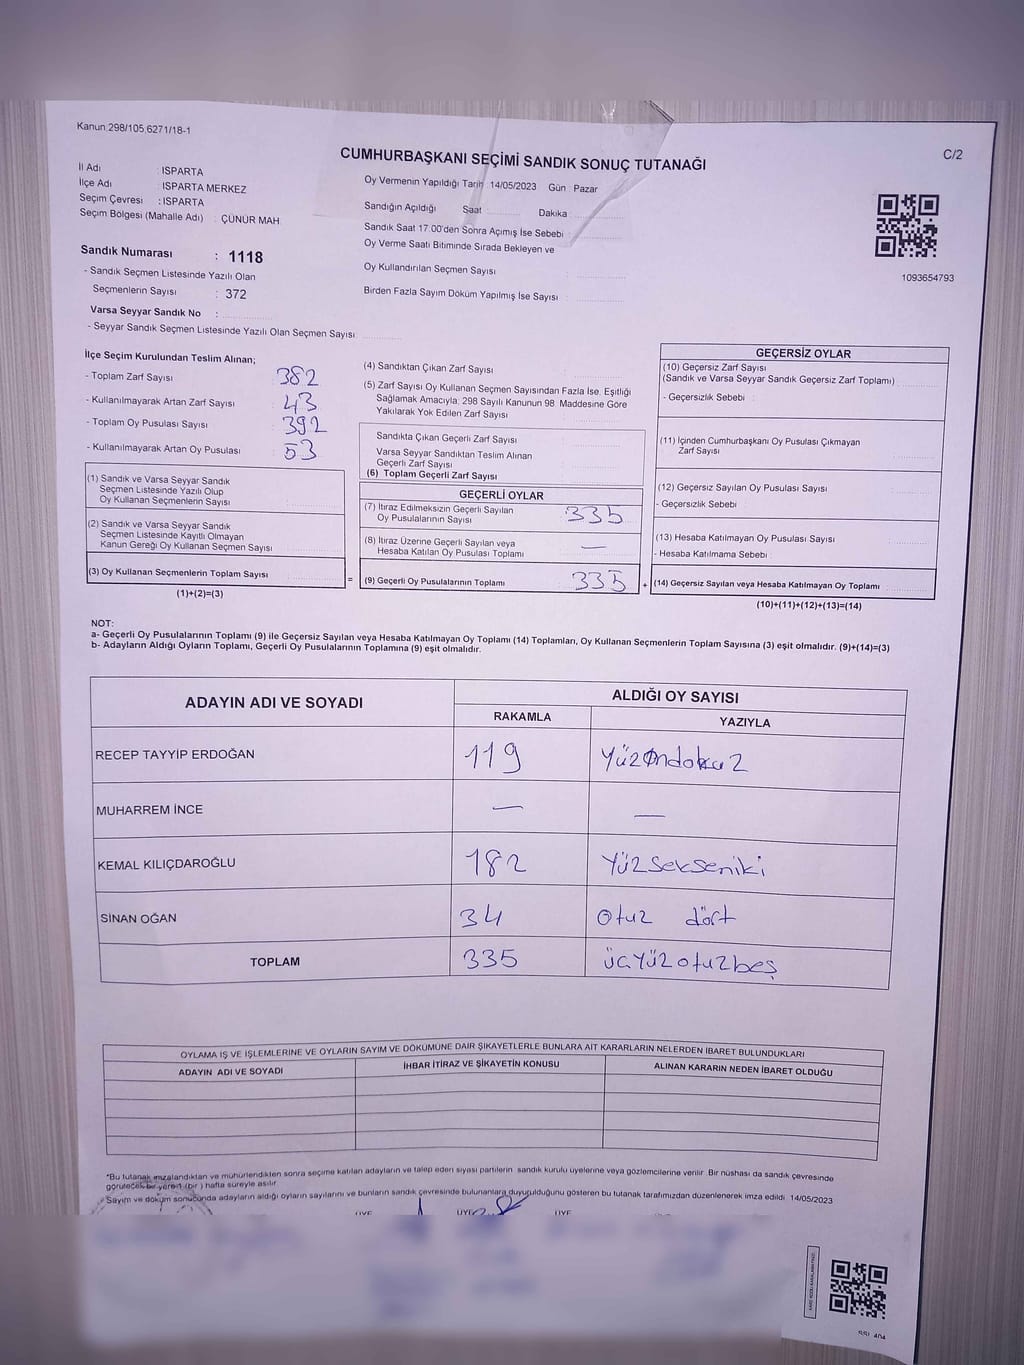 Kanun:298/105,6271/18-1
C/2
CUMHURBAŞKANI SEÇİMİ SANDIK SONUÇ TUTANAĞI
İl Adı : ISPARTA
İlçe Adı : ISPARTA MERKEZ
Seçim Çevresi : ISPARTA
Seçim Bölgesi (Mahalle Adı) : ÇÜNÜR MAH.
Oy Vermenin Yapıldığı Tarih : 14/05/2023 Gün : Pazar
Sandığın Açıldığı Saat : Dakika :
Sandık Saat 17.00'den Sonra Açılmış İse Sebebi :
Oy Verme Saati Bitiminde Sırada Bekleyen ve
Oy Kullandırılan Seçmen Sayısı :
Birden Fazla Sayım Döküm Yapılmış İse Sayısı :
1093654793
Sandık Numarası : 1118
- Sandık Seçmen Listesinde Yazılı Olan
Seçmenlerin Sayısı : 372
Varsa Seyyar Sandık No :
- Seyyar Sandık Seçmen Listesinde Yazılı Olan Seçmen Sayısı :
İlçe Seçim Kurulundan Teslim Alınan;
- Toplam Zarf Sayısı : 382
- Kullanılmayarak Artan Zarf Sayısı : 43
- Toplam Oy Pusulası Sayısı : 392
- Kullanılmayarak Artan Oy Pusulası : 53
(1) Sandık ve Varsa Seyyar Sandık
Seçmen Listesinde Yazılı Olup
Oy Kullanan Seçmenlerin Sayısı
(2) Sandık ve Varsa Seyyar Sandık
Seçmen Listesinde Kayıtlı Olmayan
Kanun Gereği Oy Kullanan Seçmen Sayısı
(3) Oy Kullanan Seçmenlerin Toplam Sayısı
(1)+(2)=(3)
=
(4) Sandıktan Çıkan Zarf Sayısı
(5) Zarf Sayısı Oy Kullanan Seçmen Sayısından Fazla İse, Eşitliği
Sağlamak Amacıyla; 298 Sayılı Kanunun 98. Maddesine Göre
Yakılarak Yok Edilen Zarf Sayısı
Sandıkta Çıkan Geçerli Zarf Sayısı
Varsa Seyyar Sandıktan Teslim Alınan
Geçerli Zarf Sayısı
(6) Toplam Geçerli Zarf Sayısı
GEÇERLİ OYLAR
(7) İtiraz Edilmeksizin Geçerli Sayılan
Oy Pusulalarının Sayısı 335
(8) İtiraz Üzerine Geçerli Sayılan veya
Hesaba Katılan Oy Pusulası Toplamı —
(9) Geçerli Oy Pusulalarının Toplamı 335
+
GEÇERSİZ OYLAR
(10) Geçersiz Zarf Sayısı
(Sandık ve Varsa Seyyar Sandık Geçersiz Zarf Toplamı)
- Geçersizlik Sebebi :
(11) İçinden Cumhurbaşkanı Oy Pusulası Çıkmayan
Zarf Sayısı
(12) Geçersiz Sayılan Oy Pusulası Sayısı
- Geçersizlik Sebebi
(13) Hesaba Katılmayan Oy Pusulası Sayısı
- Hesaba Katılmama Sebebi
(14) Geçersiz Sayılan veya Hesaba Katılmayan Oy Toplamı
(10)+(11)+(12)+(13)=(14)
NOT:
a- Geçerli Oy Pusulalarının Toplamı (9) ile Geçersiz Sayılan veya Hesaba Katılmayan Oy Toplamı (14) Toplamları, Oy Kullanan Seçmenlerin Toplam Sayısına (3) eşit olmalıdır. (9)+(14)=(3)
b- Adayların Aldığı Oyların Toplamı, Geçerli Oy Pusulalarının Toplamına (9) eşit olmalıdır.
ADAYIN ADI VE SOYADI
ALDIĞI OY SAYISI
RAKAMLA YAZIYLA
RECEP TAYYİP ERDOĞAN 119 Yüzondokuz
MUHARREM İNCE — —
KEMAL KILIÇDAROĞLU 182 Yüzsekseniki
SİNAN OĞAN 34 Otuz dört
TOPLAM 335 üçyüzotuzbeş
OYLAMA İŞ VE İŞLEMLERİNE VE OYLARIN SAYIM VE DÖKÜMÜNE DAİR ŞİKAYETLERLE BUNLARA AİT KARARLARIN NELERDEN İBARET BULUNDUKLARI
ADAYIN ADI VE SOYADI İHBAR İTİRAZ VE ŞİKAYETİN KONUSU ALINAN KARARIN NEDEN İBARET OLDUĞU
*Bu tutanak imzalandıktan ve mühürlendikten sonra seçime katılan adayların ve talep eden siyasi partilerin sandık kurulu üyelerine veya gözlemcilerine verilir. Bir nüshası da sandık çevresinde
görülecek bir yere (bir) hafta süreyle asılır.
Sayım ve döküm sonucunda adayların aldığı oyların sayılarını ve bunların sandık çevresinde bulunanlara duyurulduğunu gösteren bu tutanak tarafımızdan düzenlenerek imza edildi. 14/05/2023
ÜYE ÜYE ÜYE